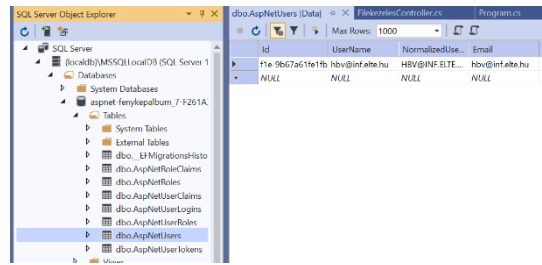 SQL Server Object Explorer
SQL Server
(localdb)\MSSQLLocalDB (SQL Server 1
Databases
System Databases
aspnet-fenykepalbum_7-F261A
Tables
System Tables
External Tables
dbo.__EFMigrationsHisto
dbo.AspNetRoleClaims
dbo.AspNetRoles
dbo.AspNetUserClaims
dbo.AspNetUserLogins
dbo.AspNetUserRoles
dbo.AspNetUsers
dbo.AspNetUserTokens
Views
dbo.AspNetUsers [Data]
FilekezelesController.cs
Program.cs
Max Rows: 1000
Id UserName NormalizedUse... Email
f1e-9b67a61fe1fb hbv@inf.elte.hu HBV@INF.ELTE.... hbv@inf.elte.hu
NULL NULL NULL NULL